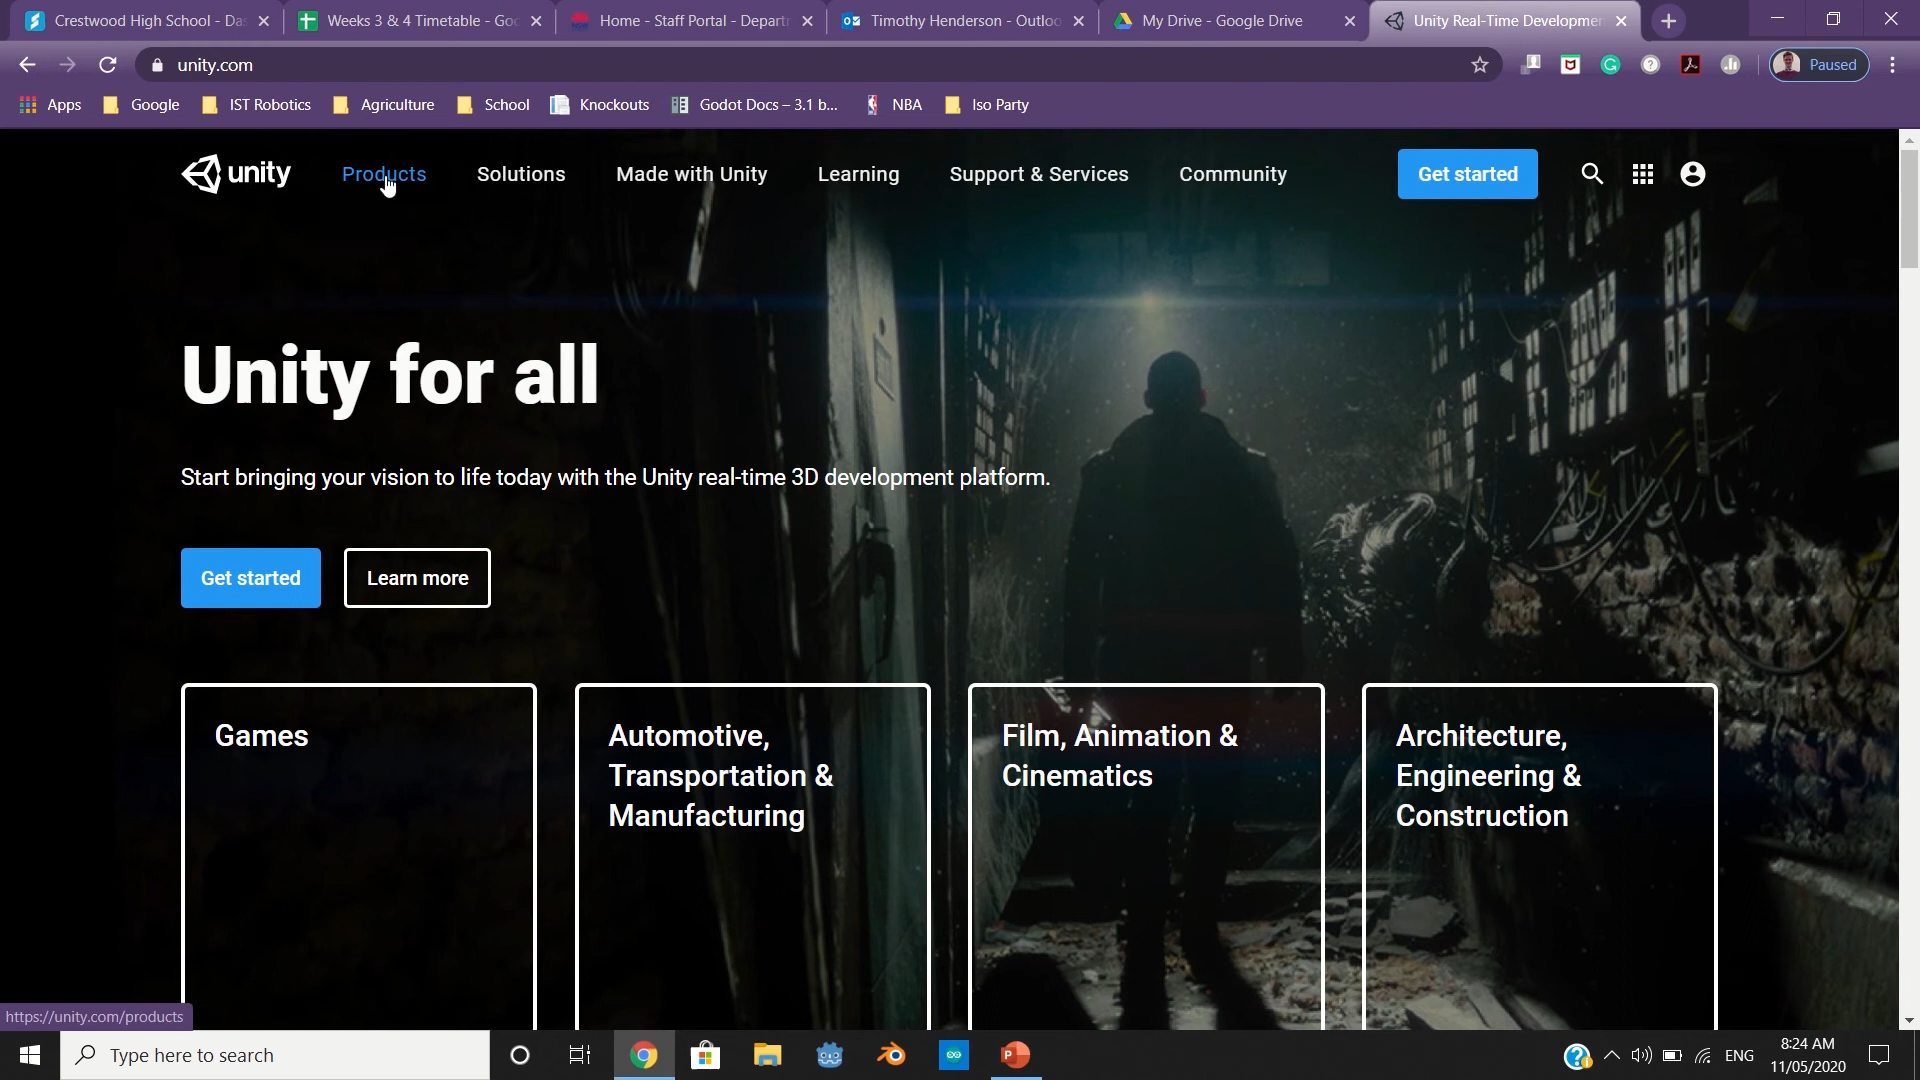 Crestwood High School - Das
Weeks 3 & 4 Timetable - Goo
Home - Staff Portal - Departm
Timothy Henderson - Outloo
My Drive - Google Drive
Unity Real-Time Developmen
unity.com
Paused
Apps
Google
IST Robotics
Agriculture
School
Knockouts
Godot Docs – 3.1 b...
NBA
Iso Party
unity
Products
Solutions
Made with Unity
Learning
Support & Services
Community
Get started
Unity for all
Start bringing your vision to life today with the Unity real-time 3D development platform.
Get started
Learn more
Games
Automotive,
Transportation &
Manufacturing
Film, Animation &
Cinematics
Architecture,
Engineering &
Construction
https://unity.com/products
Type here to search
ENG
8:24 AM
11/05/2020